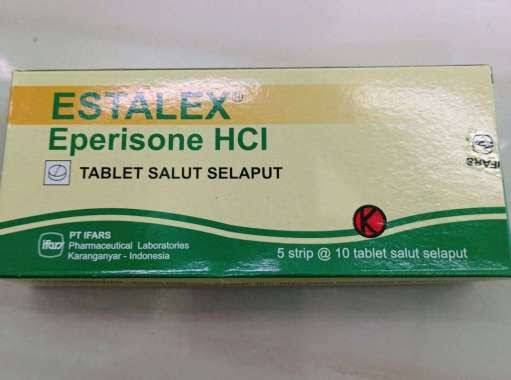 ESTALEX®
Eperisone HCl
TABLET SALUT SELAPUT
K
ifars
PT IFARS
Pharmaceutical Laboratories
Karanganyar - Indonesia
5 strip @ 10 tablet salut selaput
IFARS